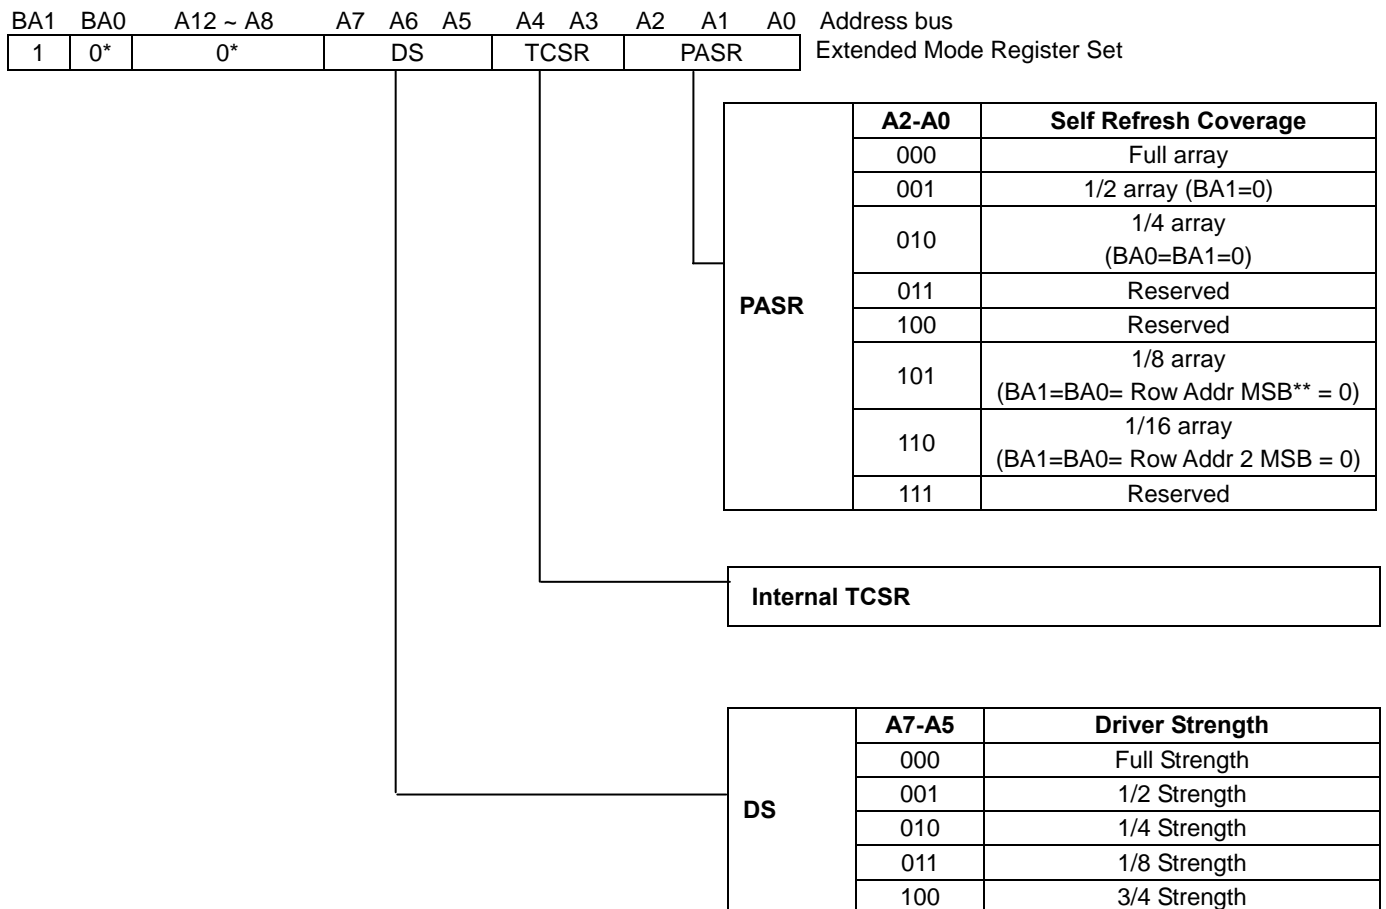 BA1 BA0 A12 ~ A8 A7 A6 A5 A4 A3 A2 A1 A0 Address bus
1 0* 0* DS TCSR PASR Extended Mode Register Set
PASR
A2-A0 Self Refresh Coverage
000 Full array
001 1/2 array (BA1=0)
010 1/4 array
(BA0=BA1=0)
011 Reserved
100 Reserved
101 1/8 array
(BA1=BA0= Row Addr MSB** = 0)
110 1/16 array
(BA1=BA0= Row Addr 2 MSB = 0)
111 Reserved
Internal TCSR
DS
A7-A5 Driver Strength
000 Full Strength
001 1/2 Strength
010 1/4 Strength
011 1/8 Strength
100 3/4 Strength